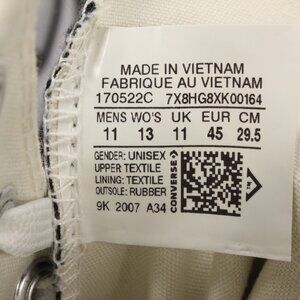 MADE IN VIETNAM
FABRIQUE AU VIETNAM
170522C 7X8HG8XK00164
MENS WO'S UK EUR CM
11 13 11 45 29.5
GENDER: UNISEX
UPPER: TEXTILE
LINING: TEXTILE
OUTSOLE: RUBBER
9K 2007 A34
CONVERSE